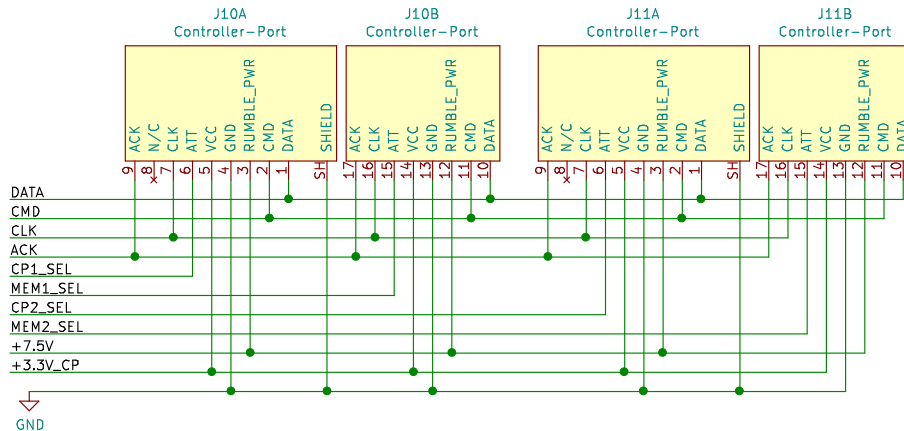 J10A
Controller-Port
J10B
Controller-Port
J11A
Controller-Port
J11B
Controller-Port
ACK N/C CLK ATT VCC GND RUMBLE_PWR CMD DATA SHIELD
ACK CLK ATT VCC GND RUMBLE_PWR CMD DATA
ACK N/C CLK ATT VCC GND RUMBLE_PWR CMD DATA SHIELD
ACK CLK ATT VCC GND RUMBLE_PWR CMD DATA
9 8 7 6 5 4 3 2 1 SH
17 16 15 14 13 12 11 10
9 8 7 6 5 4 3 2 1 SH
17 16 15 14 13 12 11 10
DATA
CMD
CLK
ACK
CP1_SEL
MEM1_SEL
CP2_SEL
MEM2_SEL
+7.5V
+3.3V_CP
GND